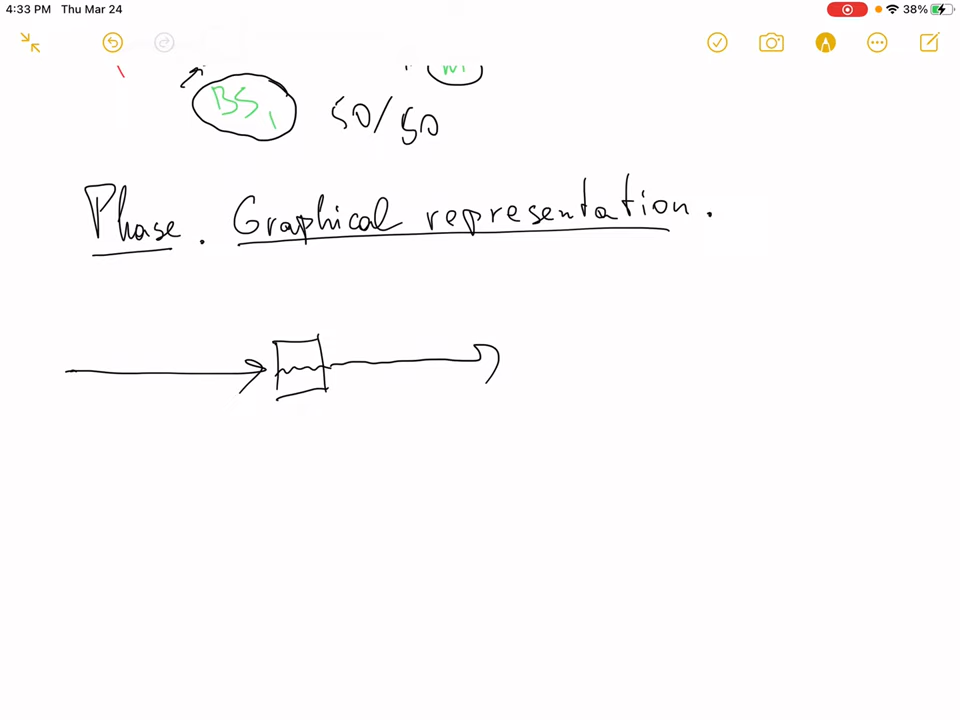 4:33 PM Thu Mar 24 38%
BS1 50/50
Phase. Graphical representation.